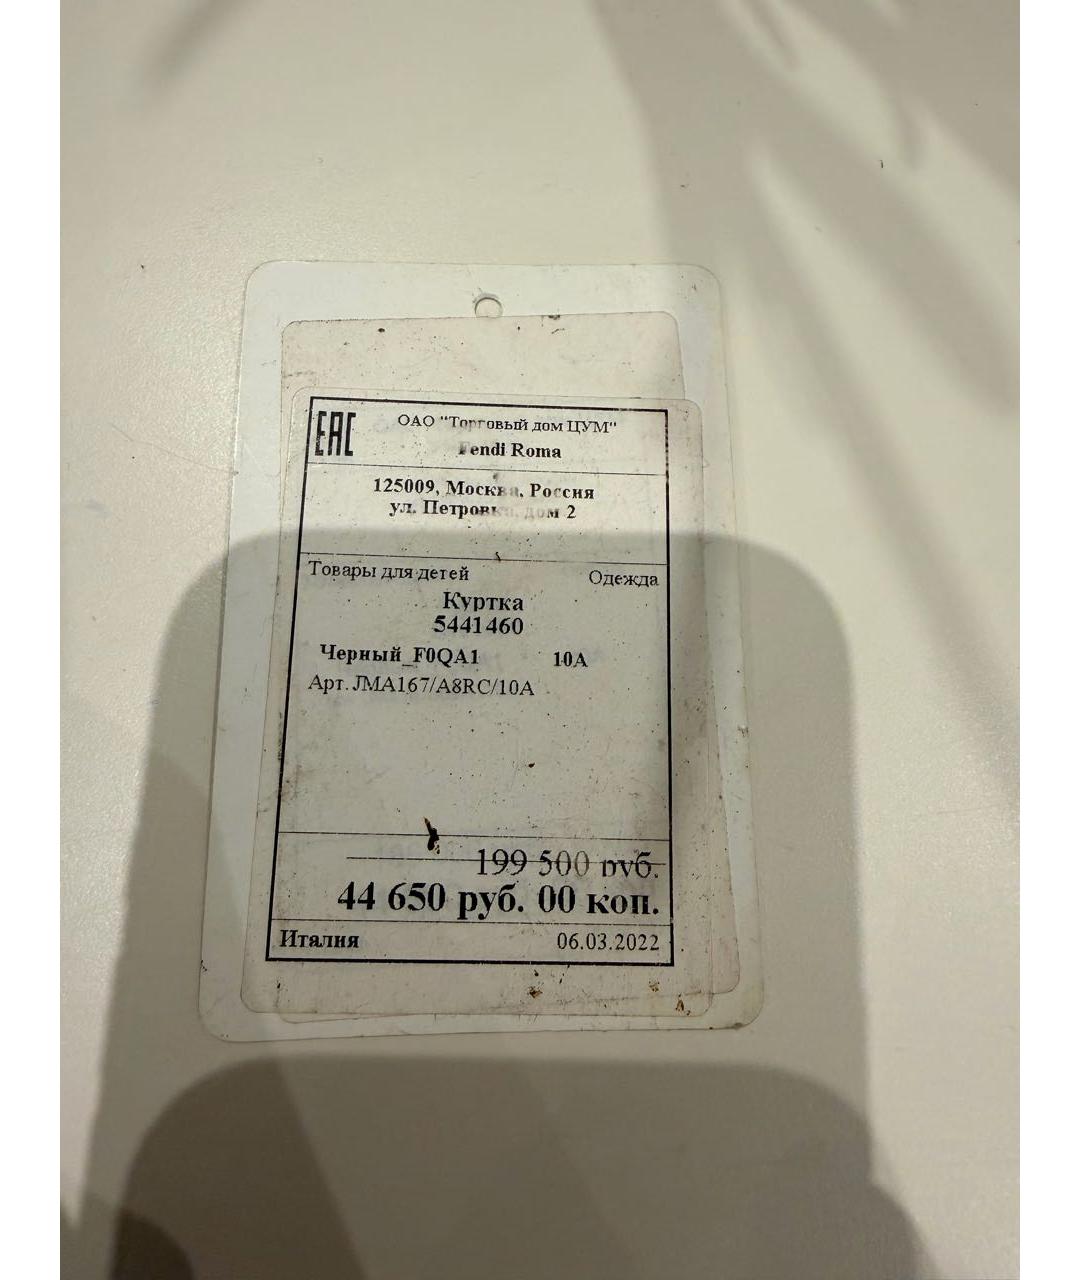 ЕАС
ОАО "Торговый дом ЦУМ"
Fendi Roma
125009, Москва, Россия
ул. Петровка, дом 2
Товары для детей Одежда
Куртка
5441460
Черный_F0QA1 10A
Арт. JMA167/A8RC/10A
199 500 руб.
44 650 руб. 00 коп.
Италия 06.03.2022